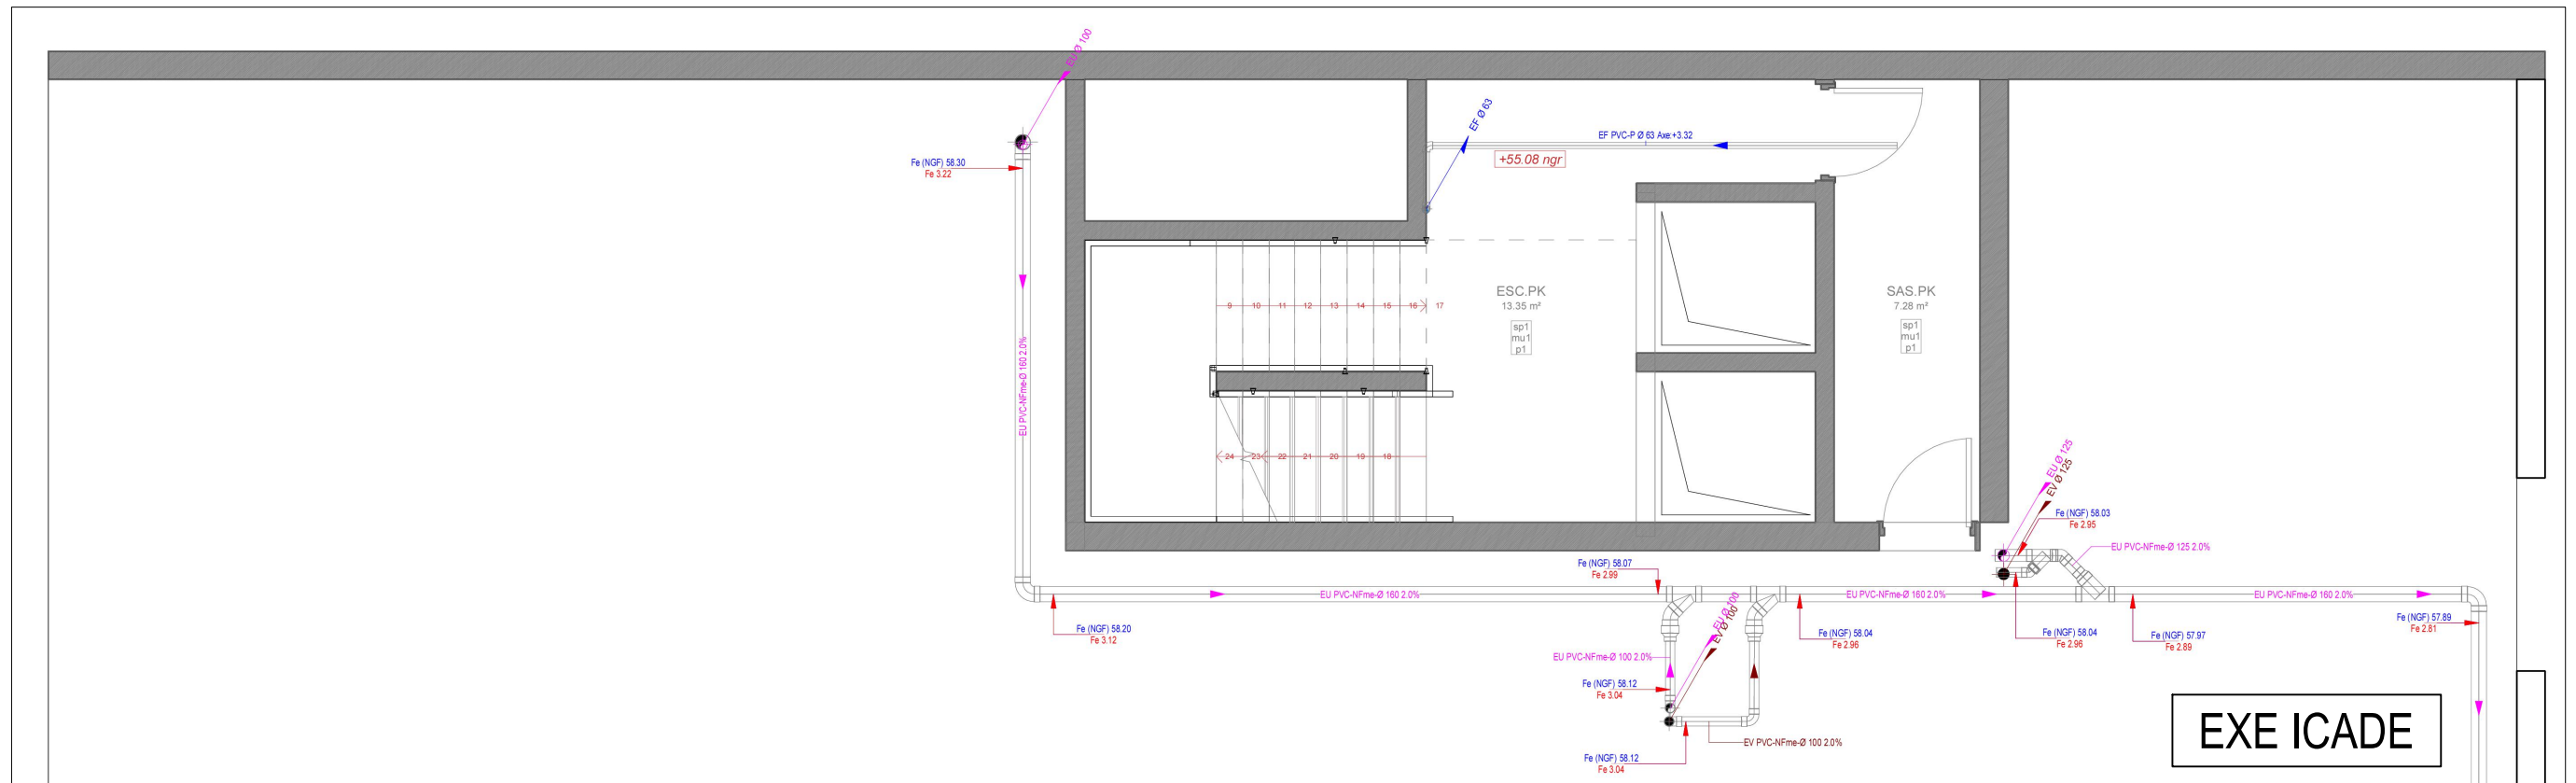 EU Ø 100
Fe (NGF) 58.30
Fe 3.22
EU PVC-NFme-Ø 160 2.0%
EF Ø 63
EF PVC-P Ø 63 Axe:+3.32
+55.08 ngr
9 10 11 12 13 14 15 16 17
24 23 22 21 20 19 18
ESC.PK
13.35 m²
sp1
mu1
p1
SAS.PK
7.28 m²
sp1
mu1
p1
EU Ø 125
EV Ø 125
Fe (NGF) 58.03
Fe 2.95
EU PVC-NFme-Ø 125 2.0%
Fe (NGF) 58.07
Fe 2.99
EU PVC-NFme-Ø 160 2.0%
EU PVC-NFme-Ø 160 2.0%
EU PVC-NFme-Ø 160 2.0%
Fe (NGF) 58.20
Fe 3.12
EU Ø 100
EV Ø 100
Fe (NGF) 58.04
Fe 2.96
Fe (NGF) 58.04
Fe 2.96
Fe (NGF) 57.97
Fe 2.89
Fe (NGF) 57.89
Fe 2.81
EU PVC-NFme-Ø 100 2.0%
Fe (NGF) 58.12
Fe 3.04
EV PVC-NFme-Ø 100 2.0%
Fe (NGF) 58.12
Fe 3.04
EXE ICADE